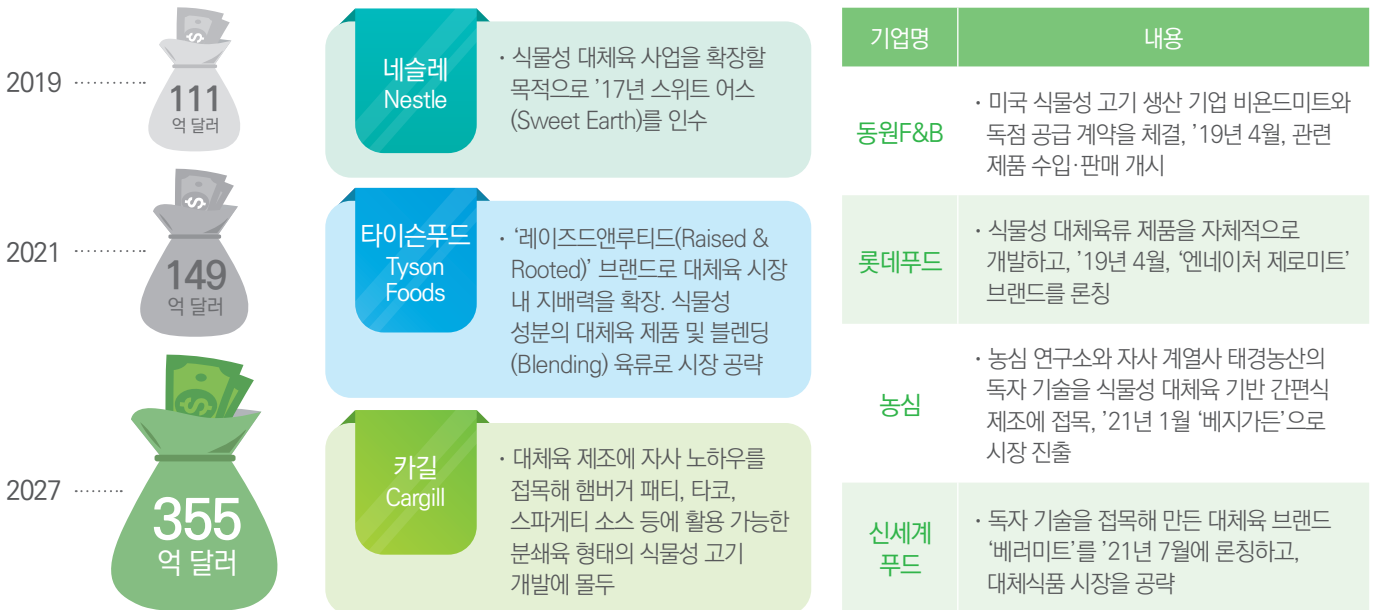 2019
111
억 달러
2021
149
억 달러
2027
355
억 달러
네슬레
Nestle
· 식물성 대체육 사업을 확장할
목적으로 ’17년 스위트 어스
(Sweet Earth)를 인수
타이슨푸드
Tyson
Foods
· ‘레이즈드앤루티드(Raised &
Rooted)’ 브랜드로 대체육 시장
내 지배력을 확장. 식물성
성분의 대체육 제품 및 블렌딩
(Blending) 육류로 시장 공략
카길
Cargill
· 대체육 제조에 자사 노하우를
접목해 햄버거 패티, 타코,
스파게티 소스 등에 활용 가능한
분쇄육 형태의 식물성 고기
개발에 몰두
기업명 내용
동원F&B
· 미국 식물성 고기 생산 기업 비욘드미트와
독점 공급 계약을 체결, ’19년 4월, 관련
제품 수입·판매 개시
롯데푸드
· 식물성 대체육류 제품을 자체적으로
개발하고, ’19년 4월, ‘엔네이처 제로미트’
브랜드를 론칭
농심
· 농심 연구소와 자사 계열사 태경농산의
독자 기술을 식물성 대체육 기반 간편식
제조에 접목, ’21년 1월 ‘베지가든’으로
시장 진출
신세계
푸드
· 독자 기술을 접목해 만든 대체육 브랜드
‘베러미트’를 ’21년 7월에 론칭하고,
대체식품 시장을 공략